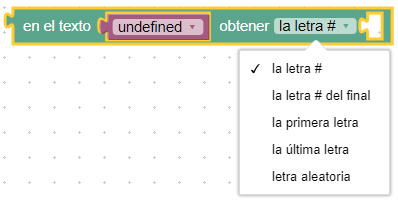 en el texto undefined obtener la letra #
✓ la letra #
la letra # del final
la primera letra
la última letra
letra aleatoria